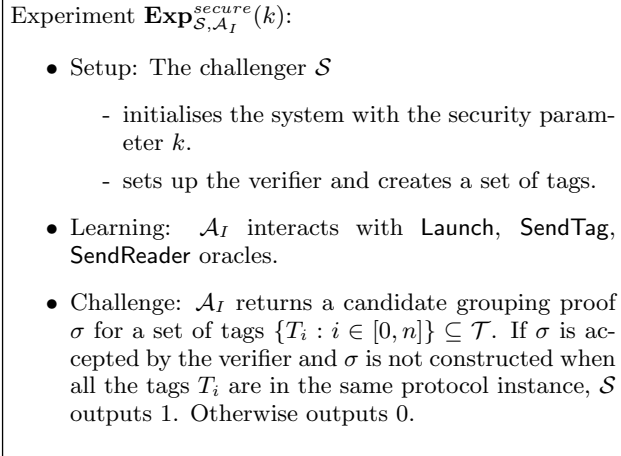 Experiment Exp^{secure}_{S,A_I}(k):
• Setup: The challenger S
- initialises the system with the security param-
eter k.
- sets up the verifier and creates a set of tags.
• Learning: A_I interacts with Launch, SendTag,
SendReader oracles.
• Challenge: A_I returns a candidate grouping proof
σ for a set of tags {T_i : i ∈ [0, n]} ⊆ T. If σ is ac-
cepted by the verifier and σ is not constructed when
all the tags T_i are in the same protocol instance, S
outputs 1. Otherwise outputs 0.